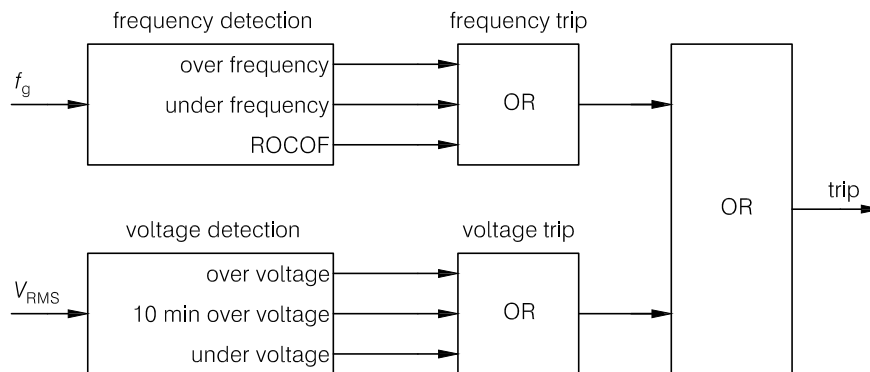 frequency detection
frequency trip
over frequency
f_g
under frequency
OR
ROCOF
trip
OR
voltage detection
voltage trip
over voltage
V_RMS
10 min over voltage
OR
under voltage